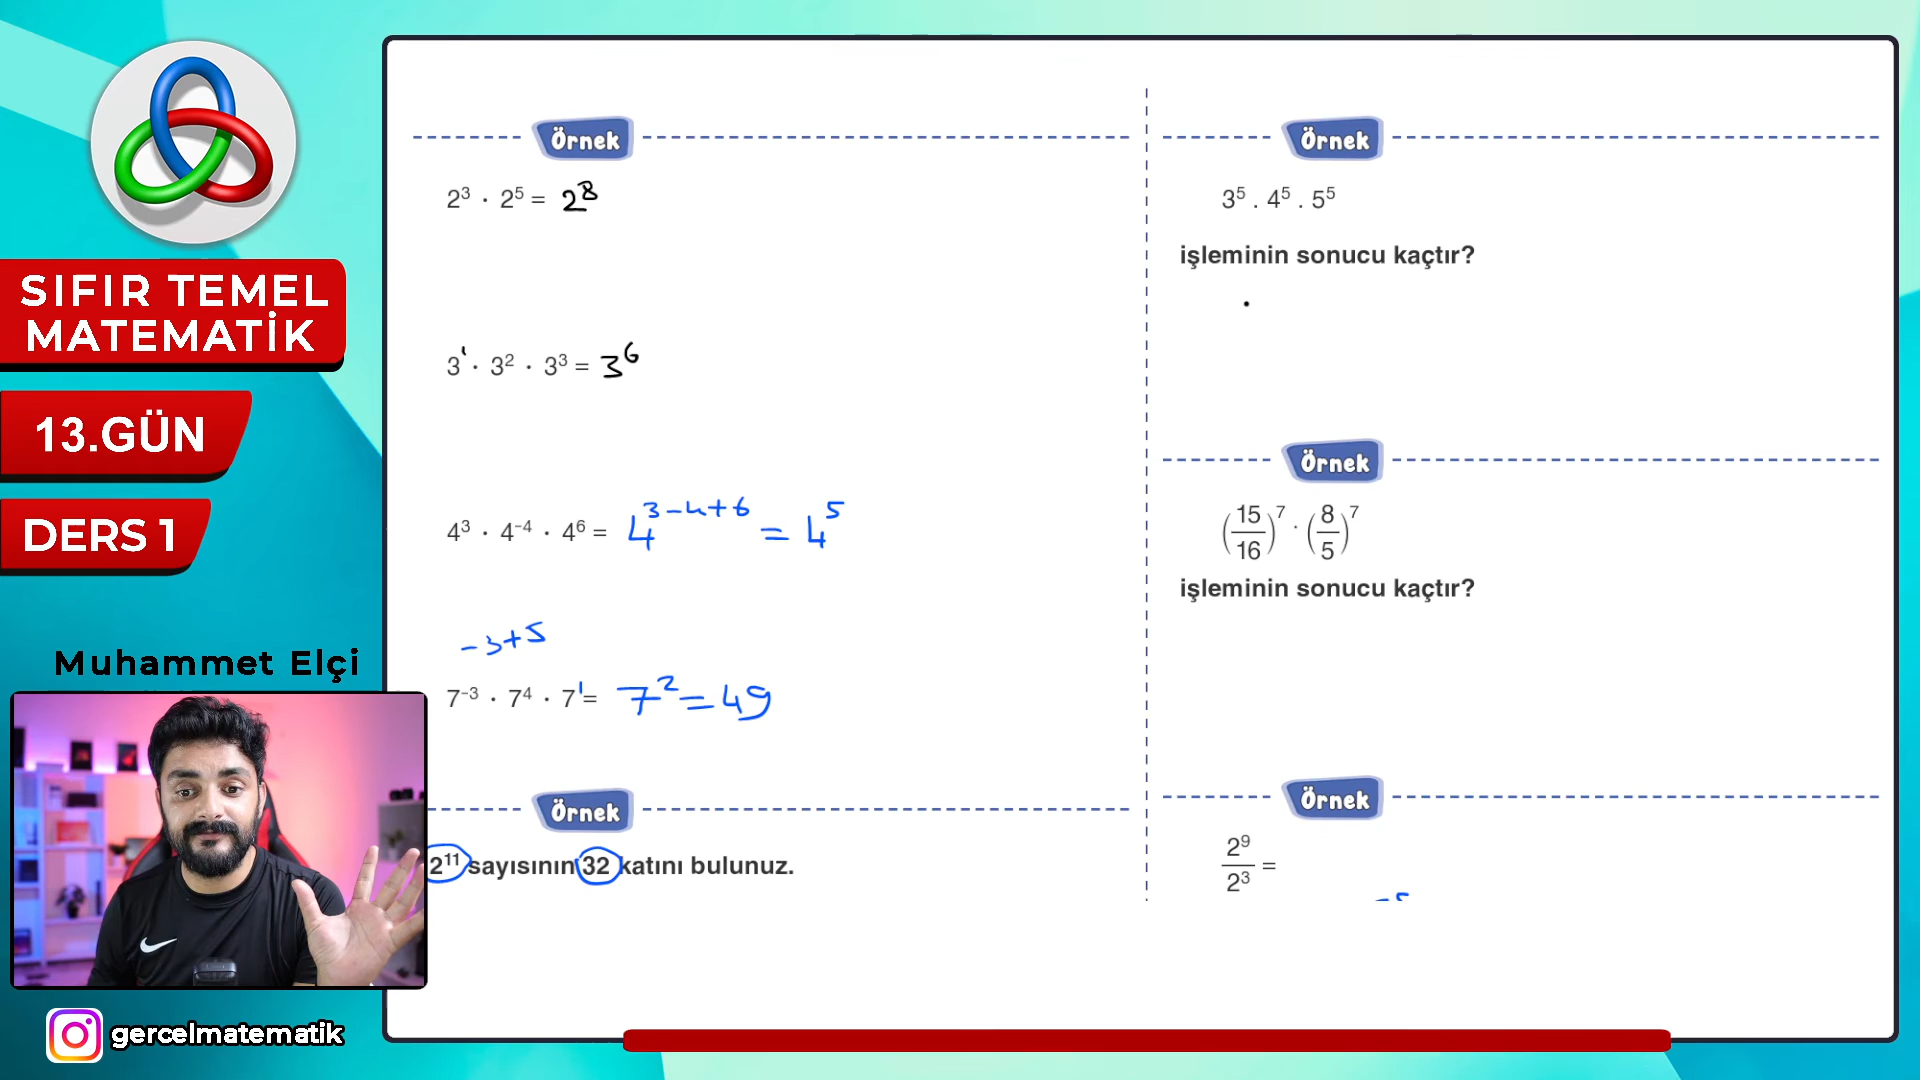 SIFIR TEMEL
MATEMATİK
13.GÜN
DERS 1
Muhammet Elçi
gercelmatematik
Örnek
2³ · 2⁵ = 2⁸
3¹ · 3² · 3³ = 3⁶
4³ · 4⁻⁴ · 4⁶ = 4³⁻⁴⁺⁶ = 4⁵
-3+5
7⁻³ · 7⁴ · 7¹ = 7² = 49
Örnek
2¹¹ sayısının 32 katını bulunuz.
Örnek
3⁵ . 4⁵ . 5⁵
işleminin sonucu kaçtır?
Örnek
(15/16)⁷ · (8/5)⁷
işleminin sonucu kaçtır?
Örnek
2⁹/2³ =